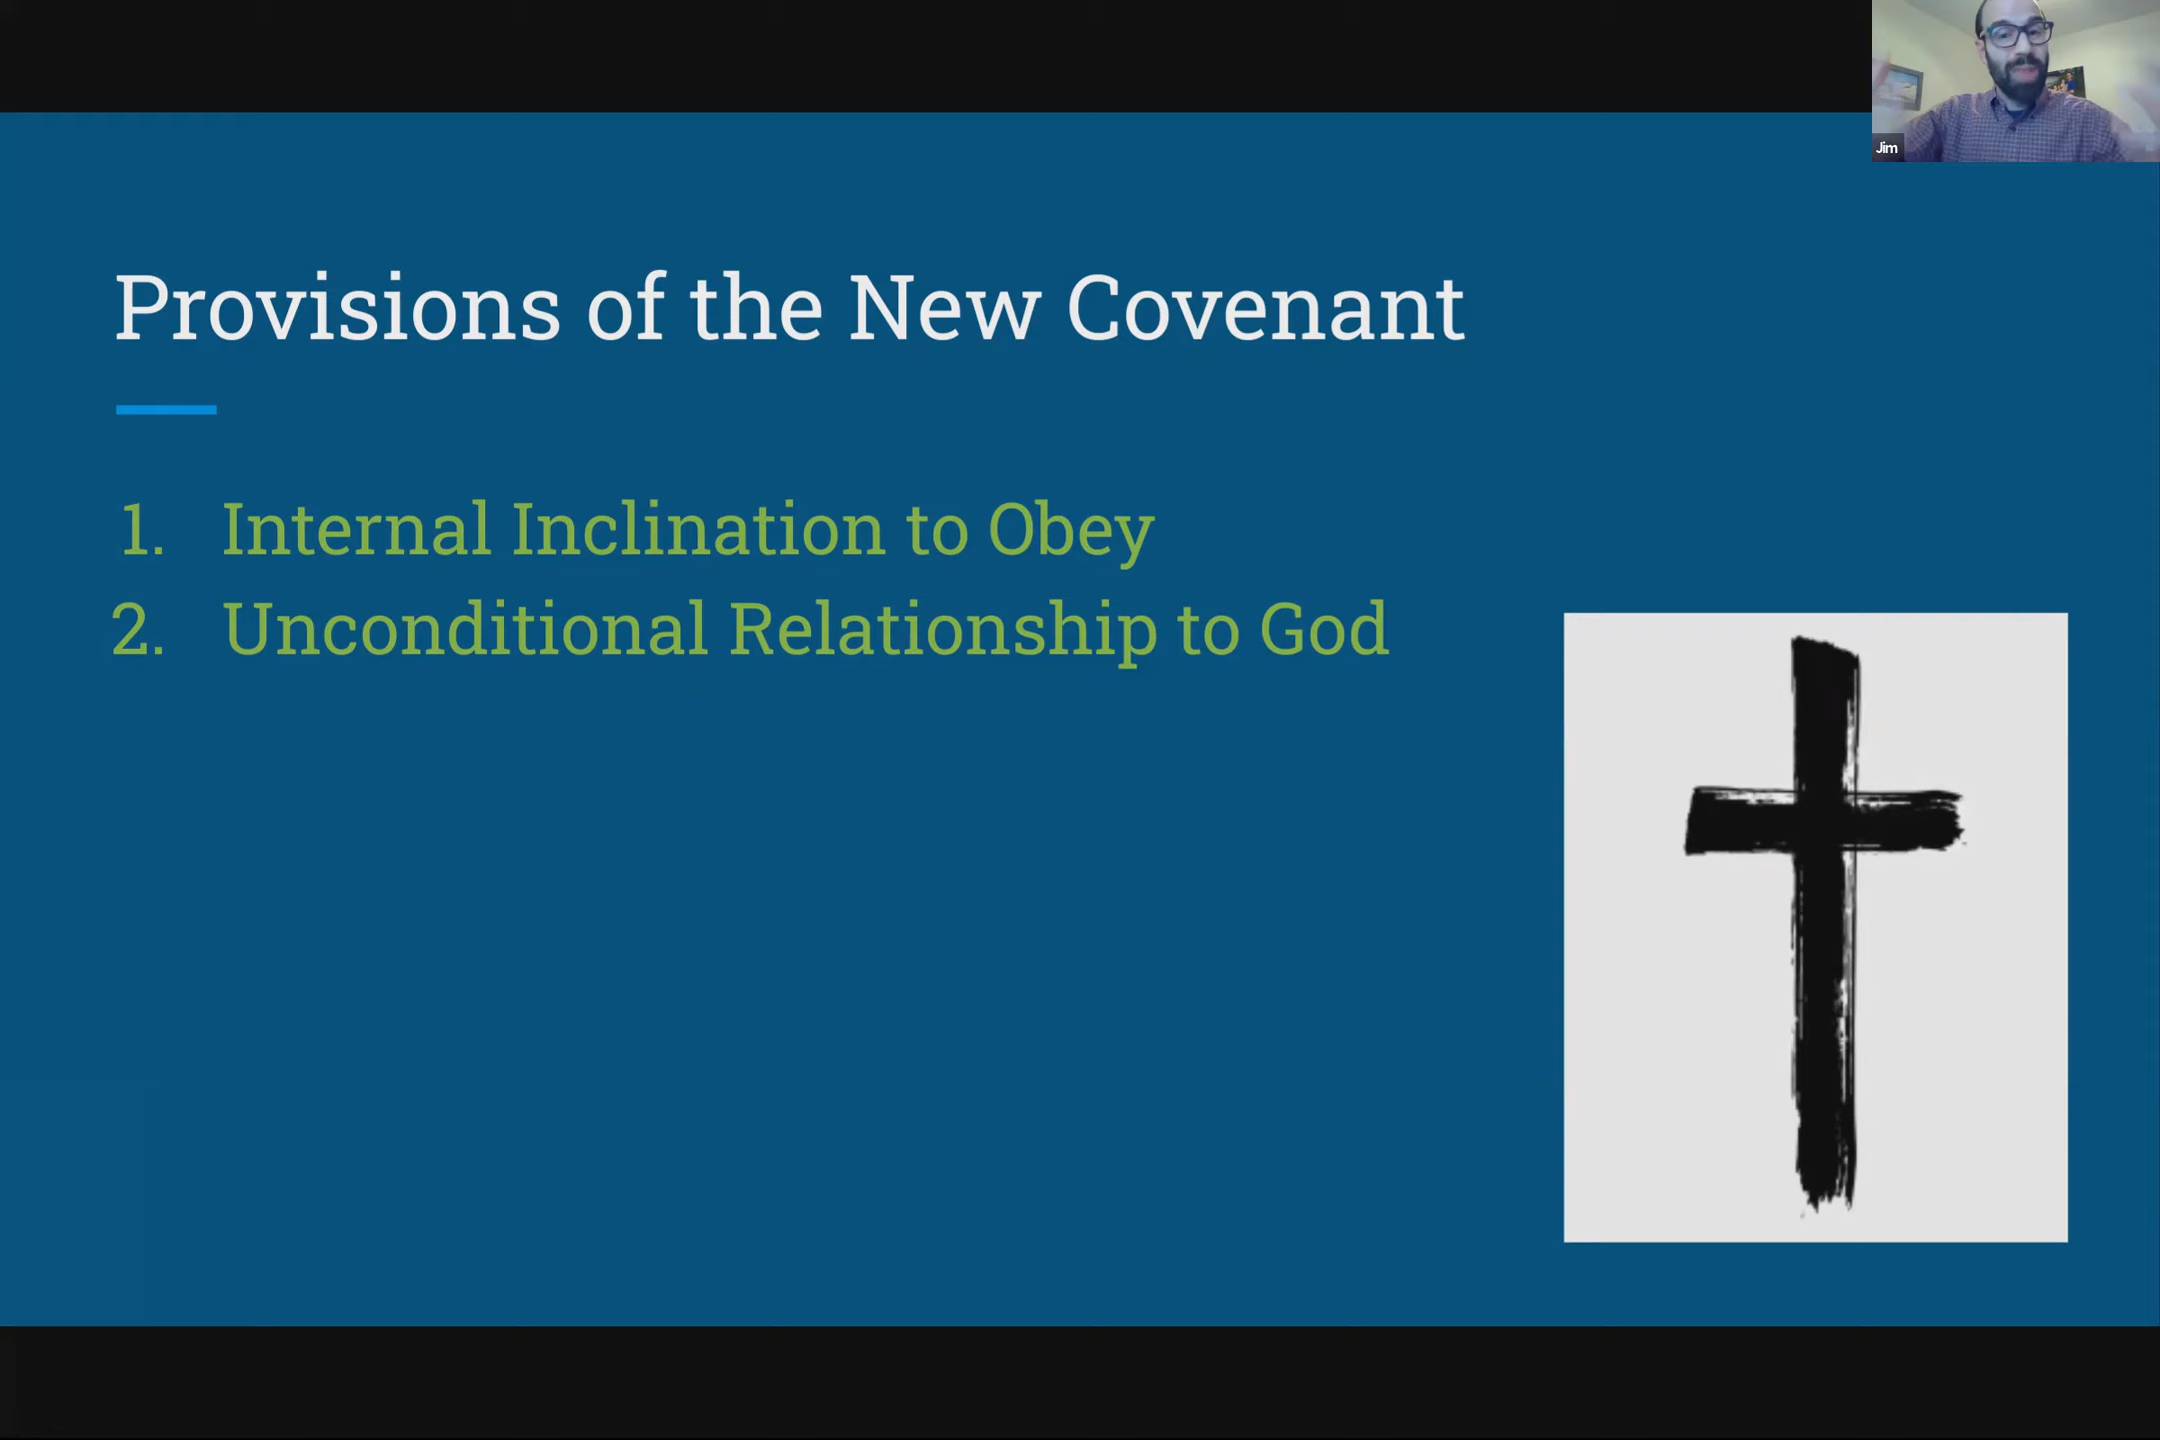 Jim
Provisions of the New Covenant
1. Internal Inclination to Obey
2. Unconditional Relationship to God